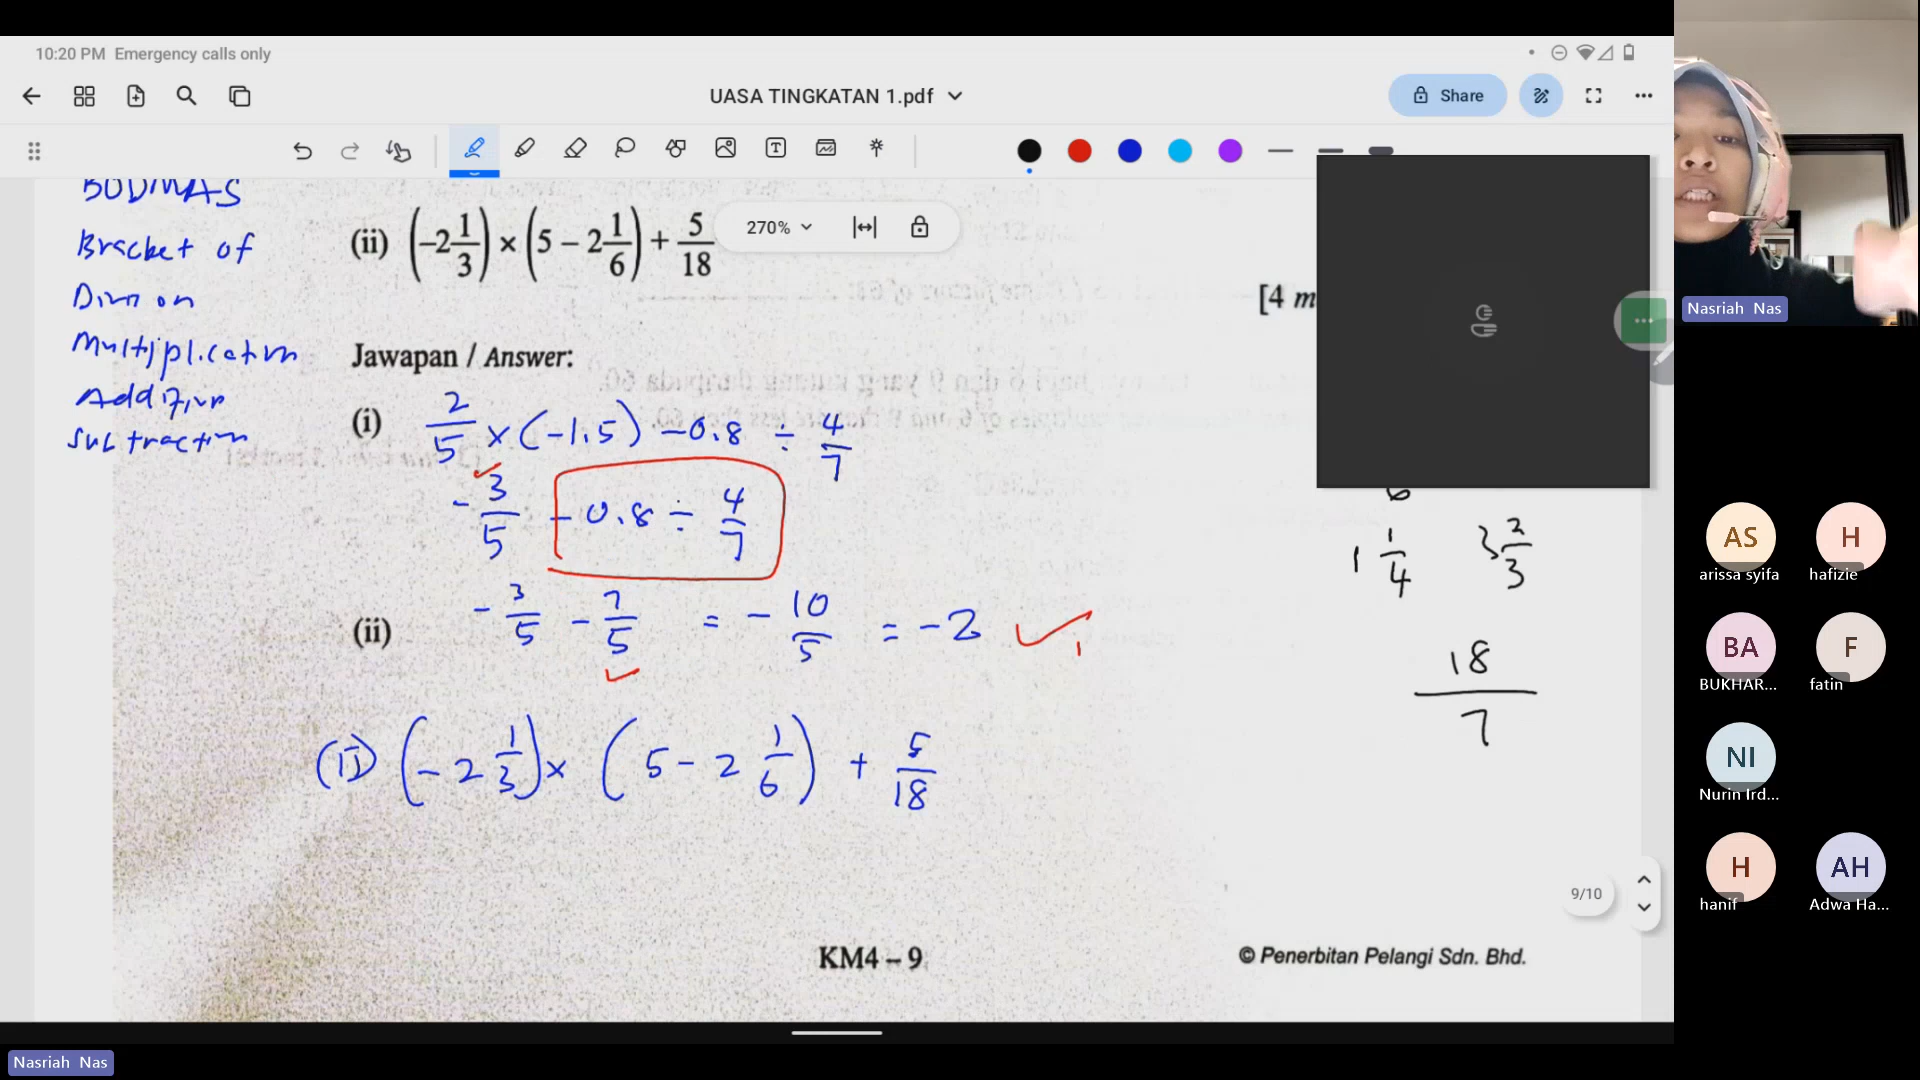 10:20 PM Emergency calls only
UASA TINGKATAN 1.pdf
Share
270%
BODMAS
Bracket of
Multiplication
Addition
Subtraction
(ii) (-2 1/3) × (5 - 2 1/6) + 5/18
[4 m
Jawapan / Answer:
(i) 2/5 × (-1.5) - 0.8 ÷ 4/7
- 3/5 - 0.8 ÷ 4/7
(ii) - 3/5 - 7/5 = - 10/5 = -2
1
(ii) (-2 1/3) × (5 - 2 1/6) + 5/18
6
1 1/4 3 2/3
18/7
9/10
KM4 – 9
© Penerbitan Pelangi Sdn. Bhd.
Nasriah Nas
AS
arissa syifa
H
hafizie
BA
BUKHAR...
F
fatin
NI
Nurin Ird...
H
hanif
AH
Adwa Ha...
Nasriah Nas